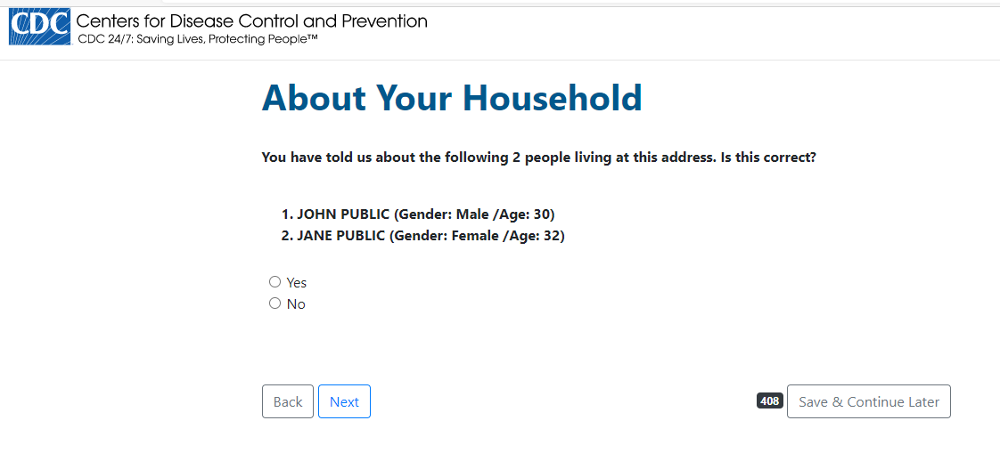 CDC Centers for Disease Control and Prevention
CDC 24/7: Saving Lives, Protecting People™
About Your Household
You have told us about the following 2 people living at this address. Is this correct?
1. JOHN PUBLIC (Gender: Male /Age: 30)
2. JANE PUBLIC (Gender: Female /Age: 32)
Yes
No
Back Next 408 Save & Continue Later